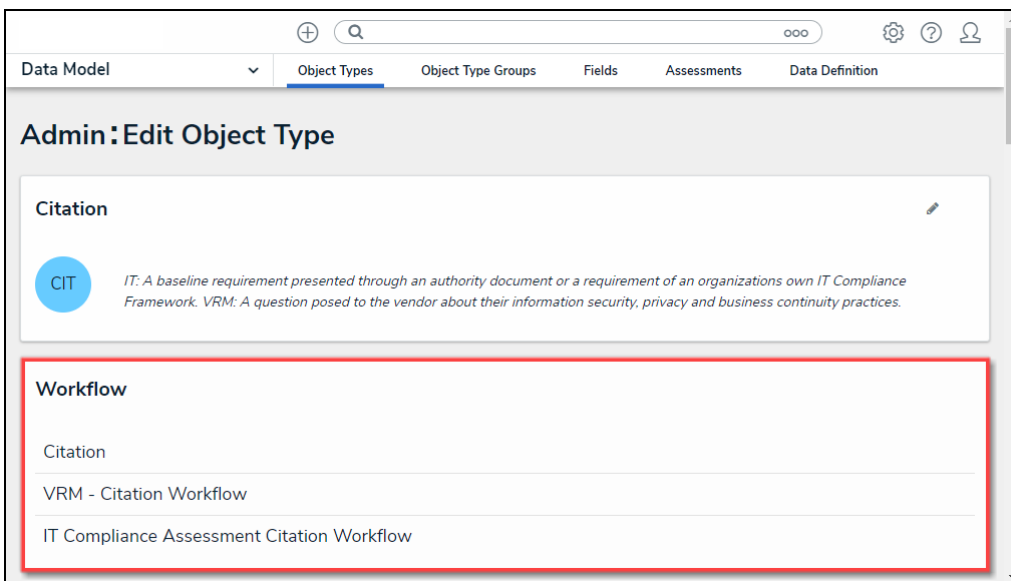 ooo
Data Model
Object Types
Object Type Groups
Fields
Assessments
Data Definition
Admin:Edit Object Type
Citation
CIT
IT: A baseline requirement presented through an authority document or a requirement of an organizations own IT Compliance
Framework. VRM: A question posed to the vendor about their information security, privacy and business continuity practices.
Workflow
Citation
VRM - Citation Workflow
IT Compliance Assessment Citation Workflow